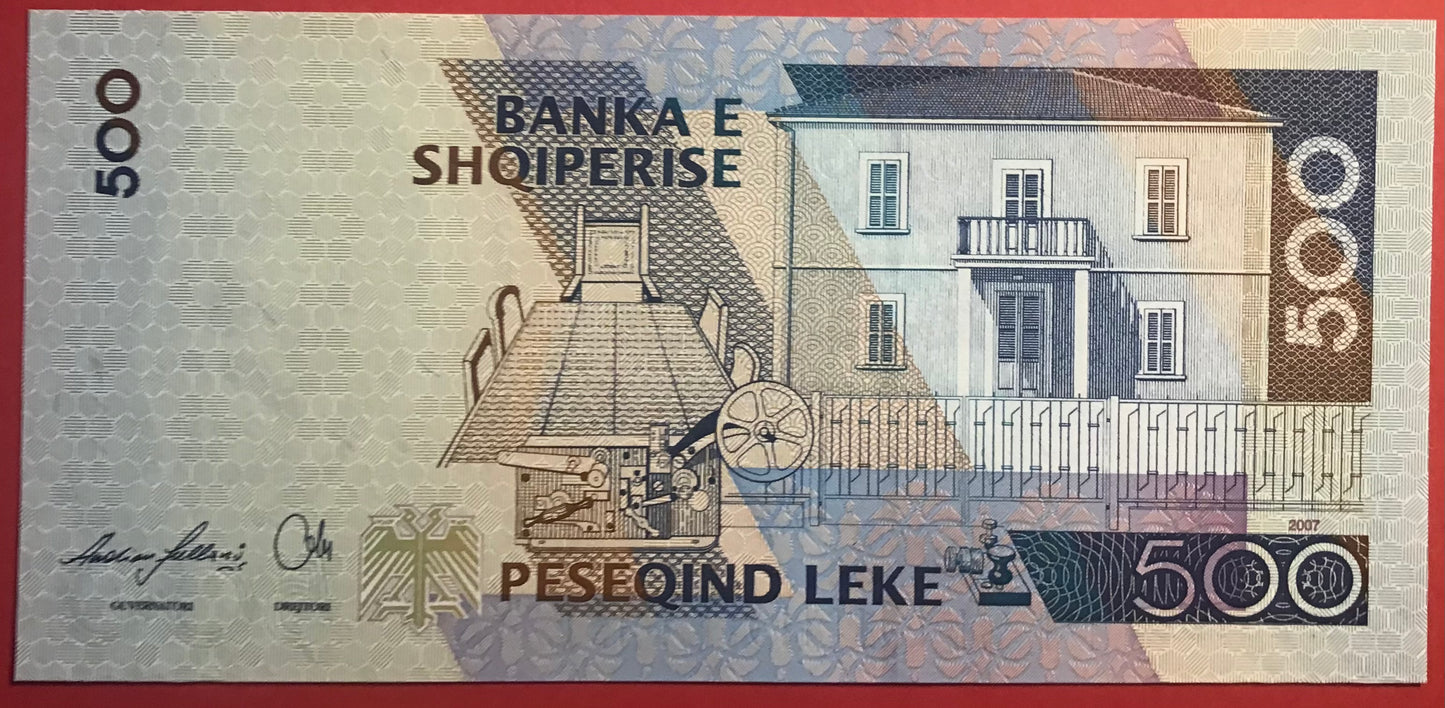 500
BANKA E
SHQIPERISE
500
GUVERNATORI
DREJTORI
PESEQIND LEKE
2007
500